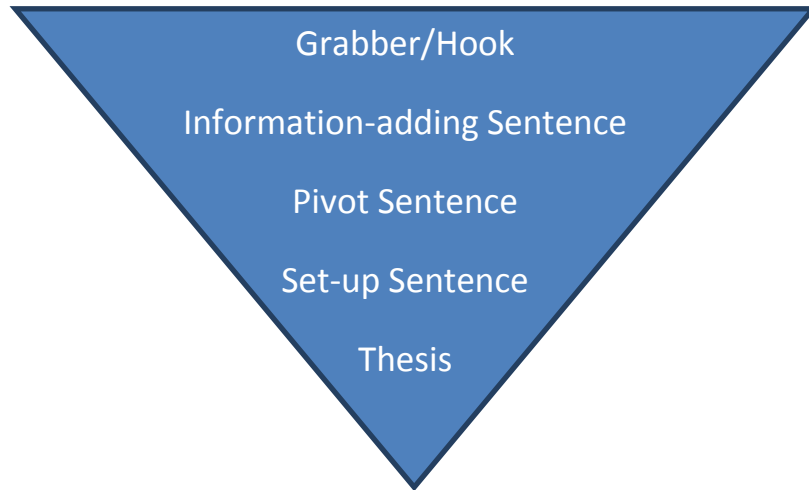 Grabber/Hook
Information-adding Sentence
Pivot Sentence
Set-up Sentence
Thesis